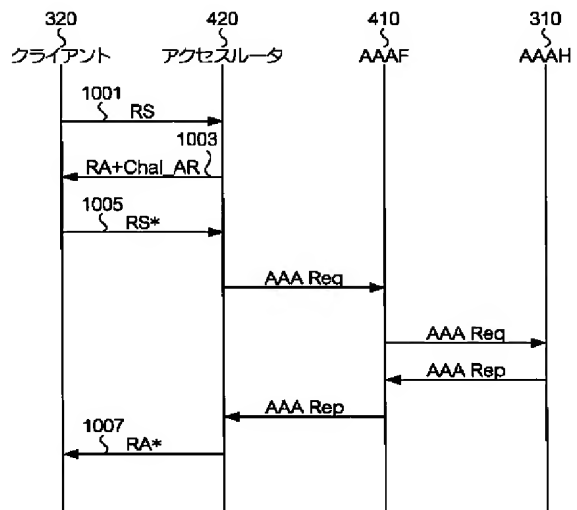 320 420 410 310
クライアント アクセスルータ AAAF AAAH
1001
RS
1003
RA+Chal_AR
1005
RS*
AAA Req
AAA Req
AAA Rep
AAA Rep
1007
RA*